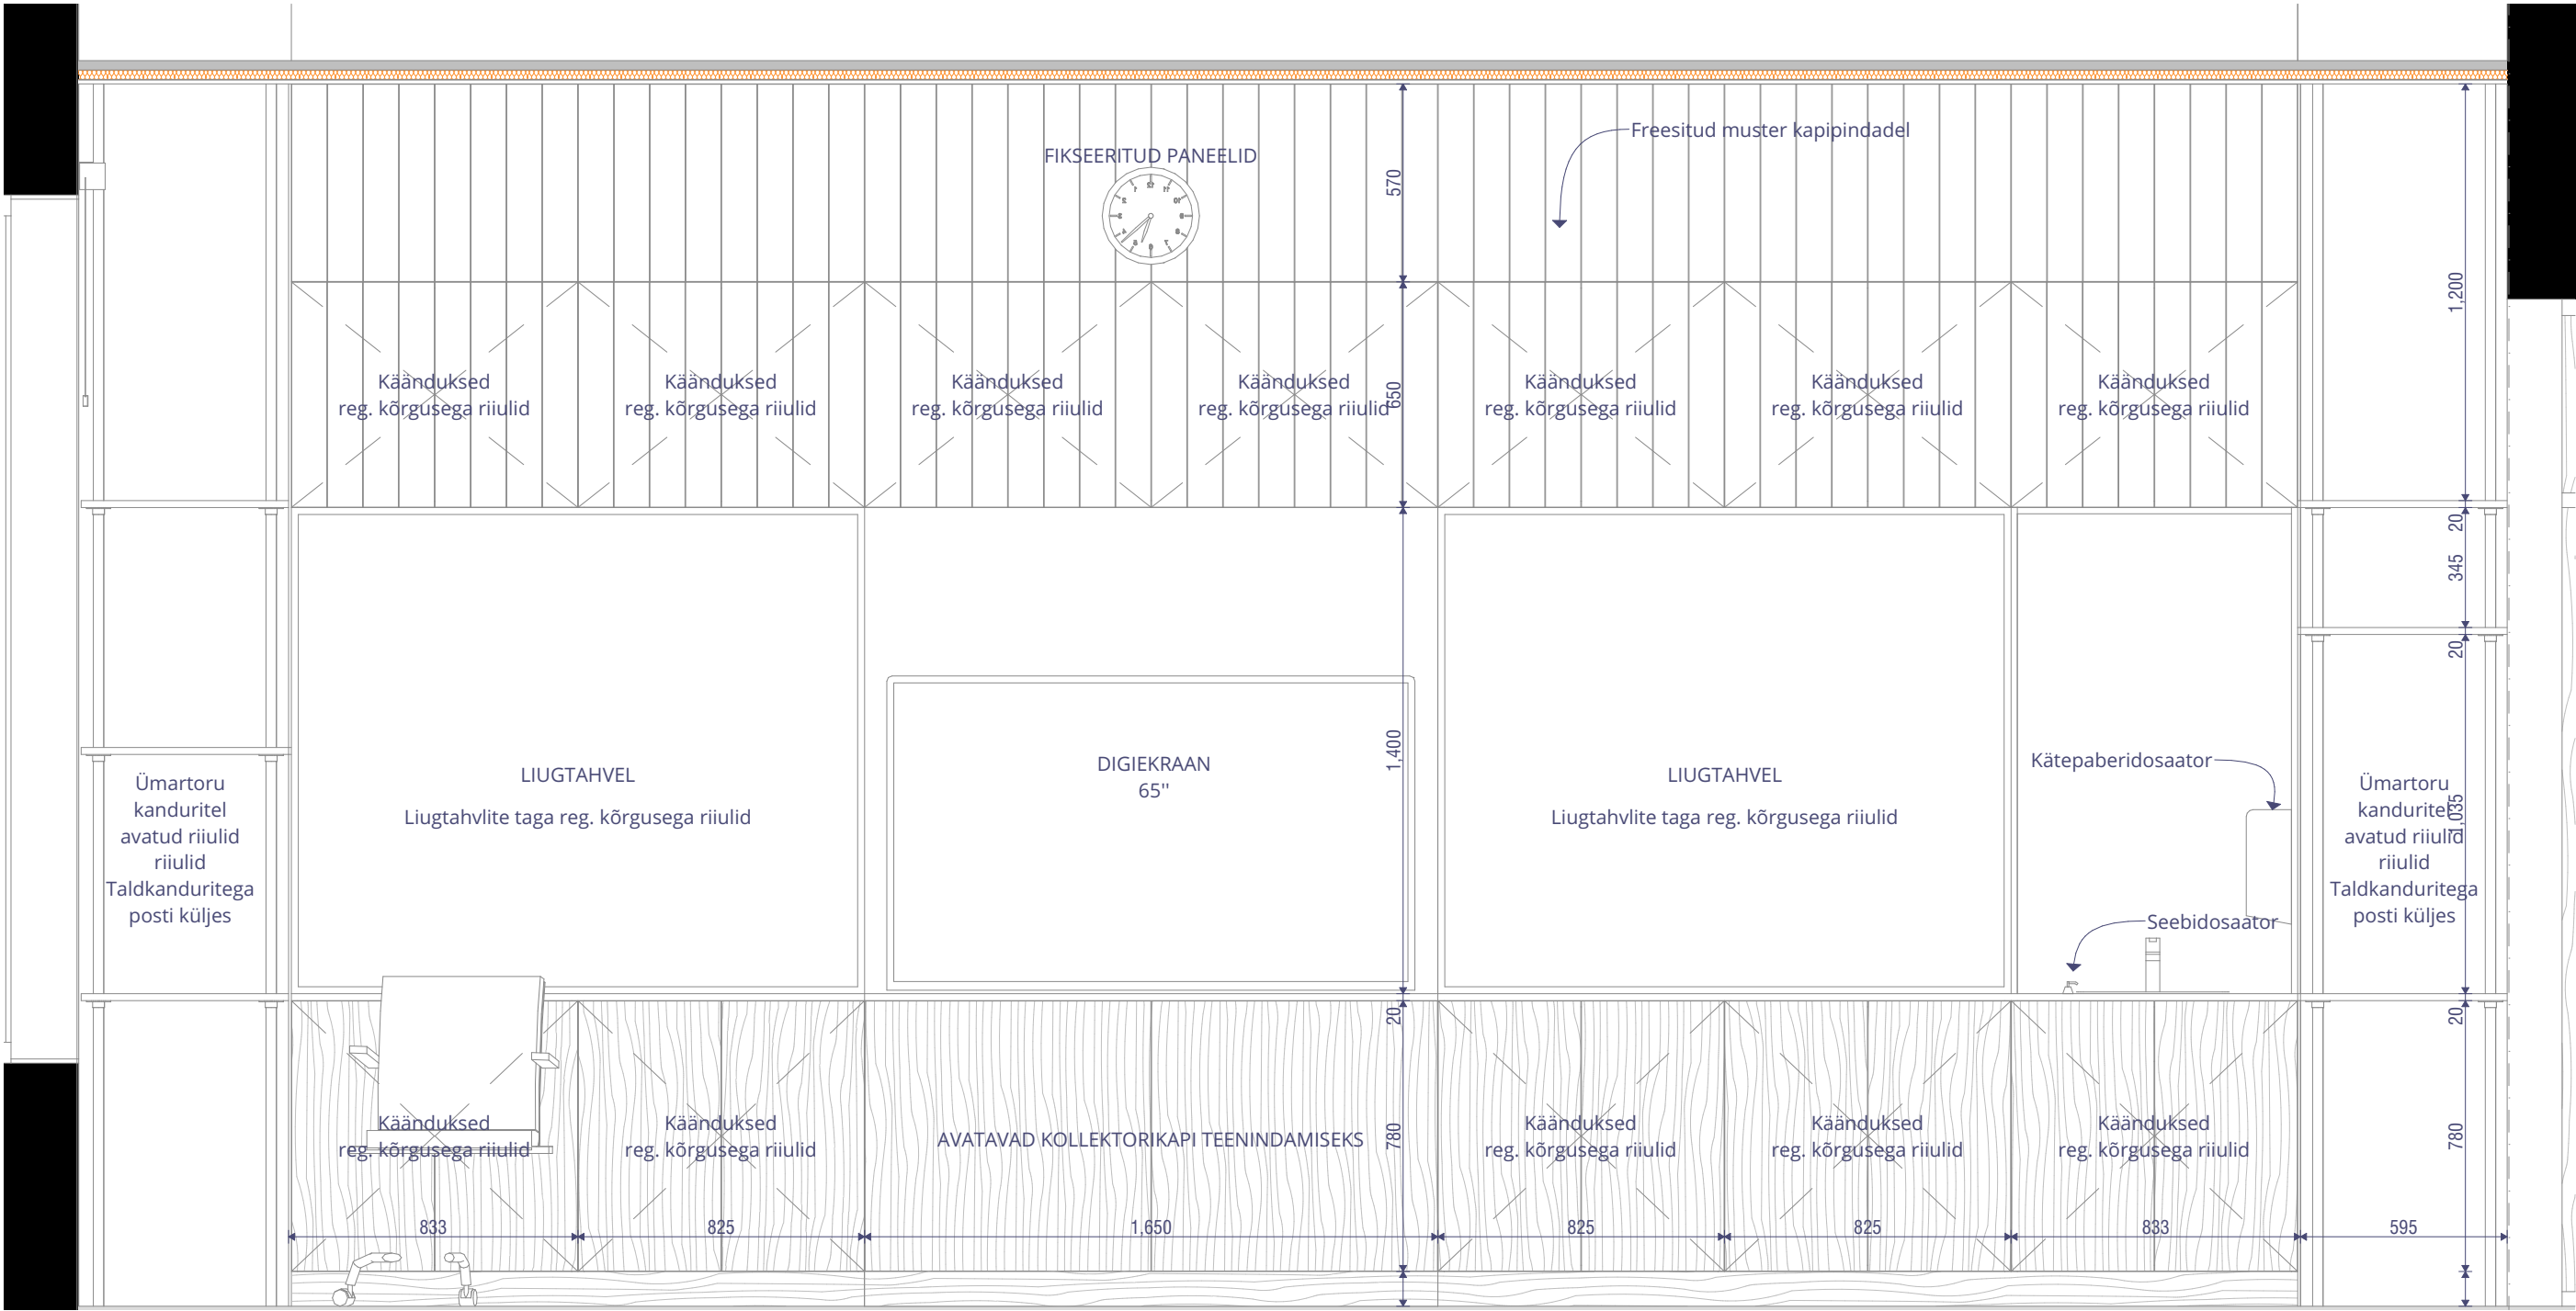 Freesitud muster kapipindadel
FIKSEERITUD PANEELID
570
1,200
Käänduksed
reg. kõrgusega riiulid
Käänduksed
reg. kõrgusega riiulid
Käänduksed
reg. kõrgusega riiulid
Käänduksed
reg. kõrgusega riiulid
650
Käänduksed
reg. kõrgusega riiulid
Käänduksed
reg. kõrgusega riiulid
Käänduksed
reg. kõrgusega riiulid
20
345
20
Ümartoru
kanduritel
avatud riiulid
riiulid
Taldkanduritega
posti küljes
LIUGTAHVEL
Liugtahvlite taga reg. kõrgusega riiulid
DIGIEKRAAN
65''
1,400
LIUGTAHVEL
Liugtahvlite taga reg. kõrgusega riiulid
Kätepaberidosaator
Seebidosaator
Ümartoru
kanduritel
avatud riiulid
riiulid
Taldkanduritega
posti küljes
1,035
20
20
Käänduksed
reg. kõrgusega riiulid
Käänduksed
reg. kõrgusega riiulid
AVATAVAD KOLLEKTORIKAPI TEENINDAMISEKS
780
Käänduksed
reg. kõrgusega riiulid
Käänduksed
reg. kõrgusega riiulid
Käänduksed
reg. kõrgusega riiulid
780
833
825
1,650
825
825
833
595